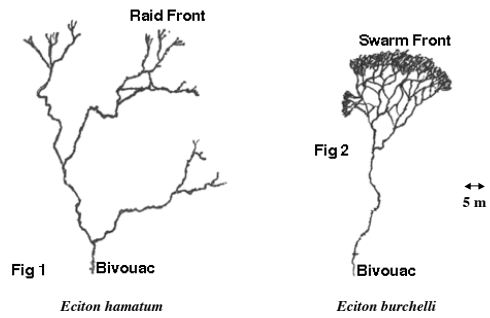 Raid Front
Swarm Front
Fig 2
5 m
Fig 1
Bivouac
Bivouac
Eciton hamatum
Eciton burchelli